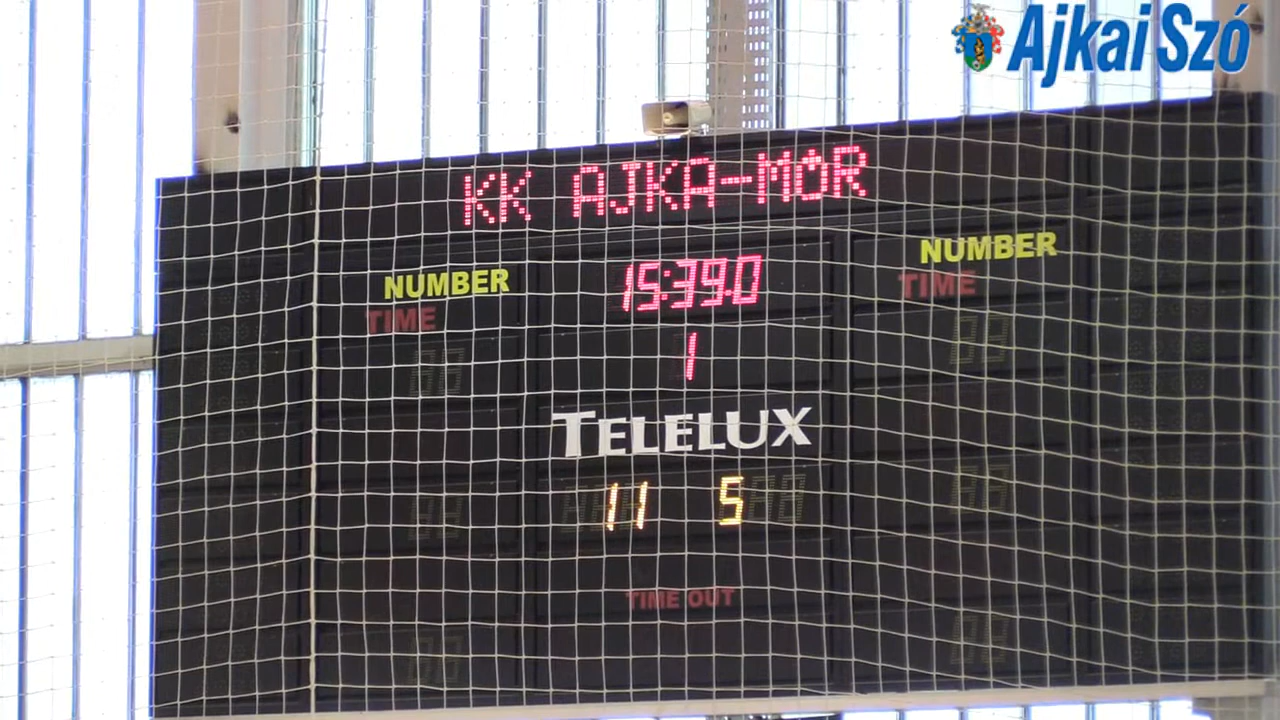 Ajkai Szó
KK AJKA-MÓR
NUMBER
TIME
15:39.0
NUMBER
TIME
1
TELELUX
11 5
TIME OUT